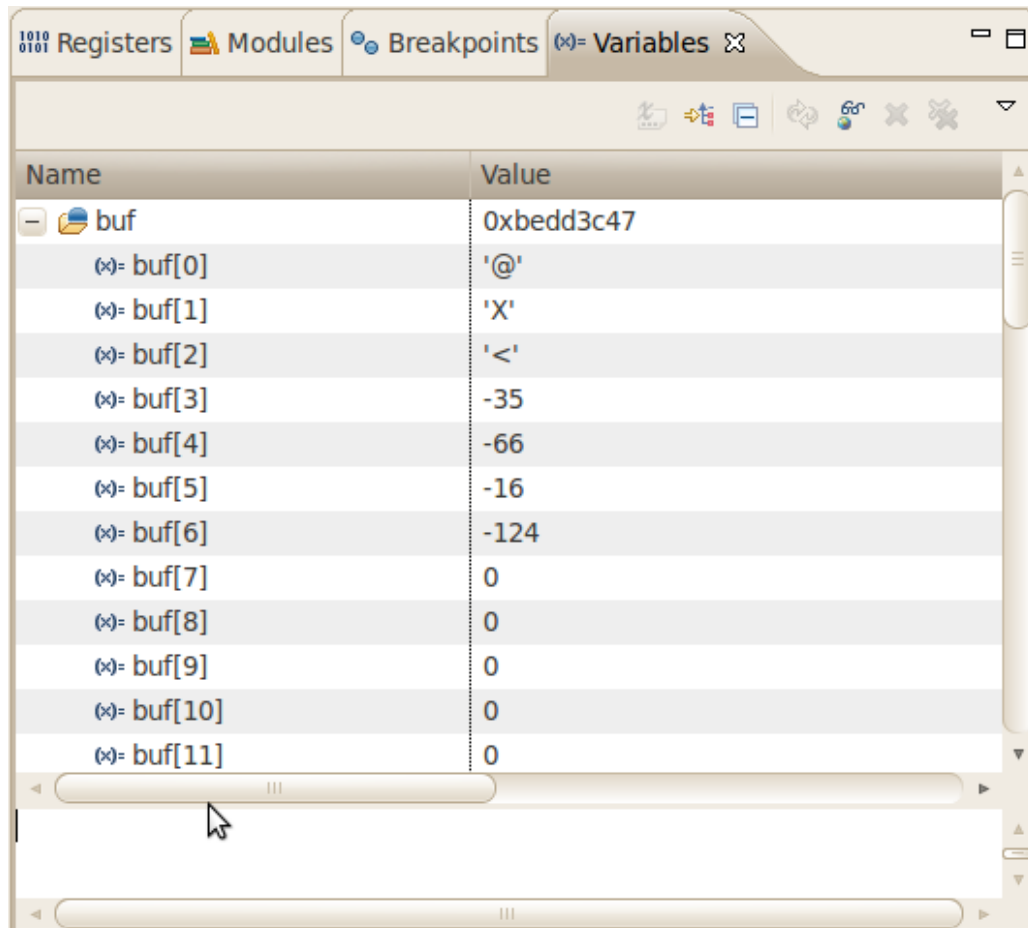 Registers Modules Breakpoints (x)= Variables
Name Value
buf 0xbedd3c47
(x)= buf[0] '@'
(x)= buf[1] 'X'
(x)= buf[2] '<'
(x)= buf[3] -35
(x)= buf[4] -66
(x)= buf[5] -16
(x)= buf[6] -124
(x)= buf[7] 0
(x)= buf[8] 0
(x)= buf[9] 0
(x)= buf[10] 0
(x)= buf[11] 0